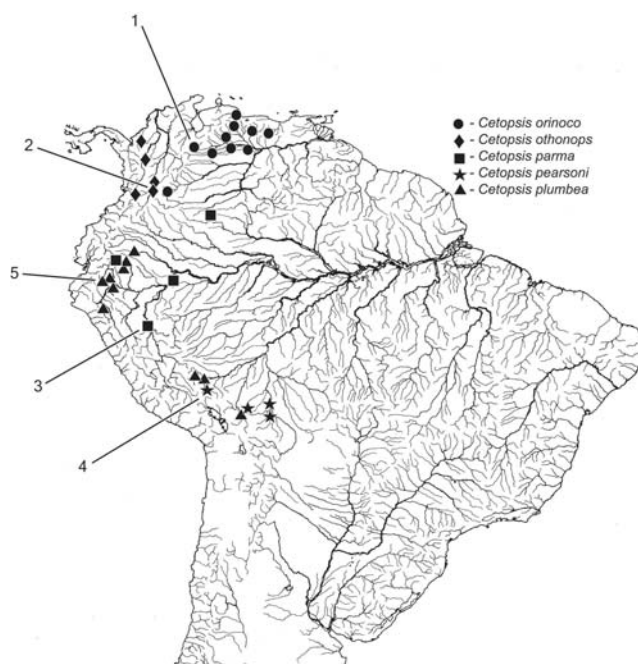 1
● - Cetopsis orinoco
◆ - Cetopsis othonops
2
■ - Cetopsis parma
★ - Cetopsis pearsoni
▲ - Cetopsis plumbea
5
3
4